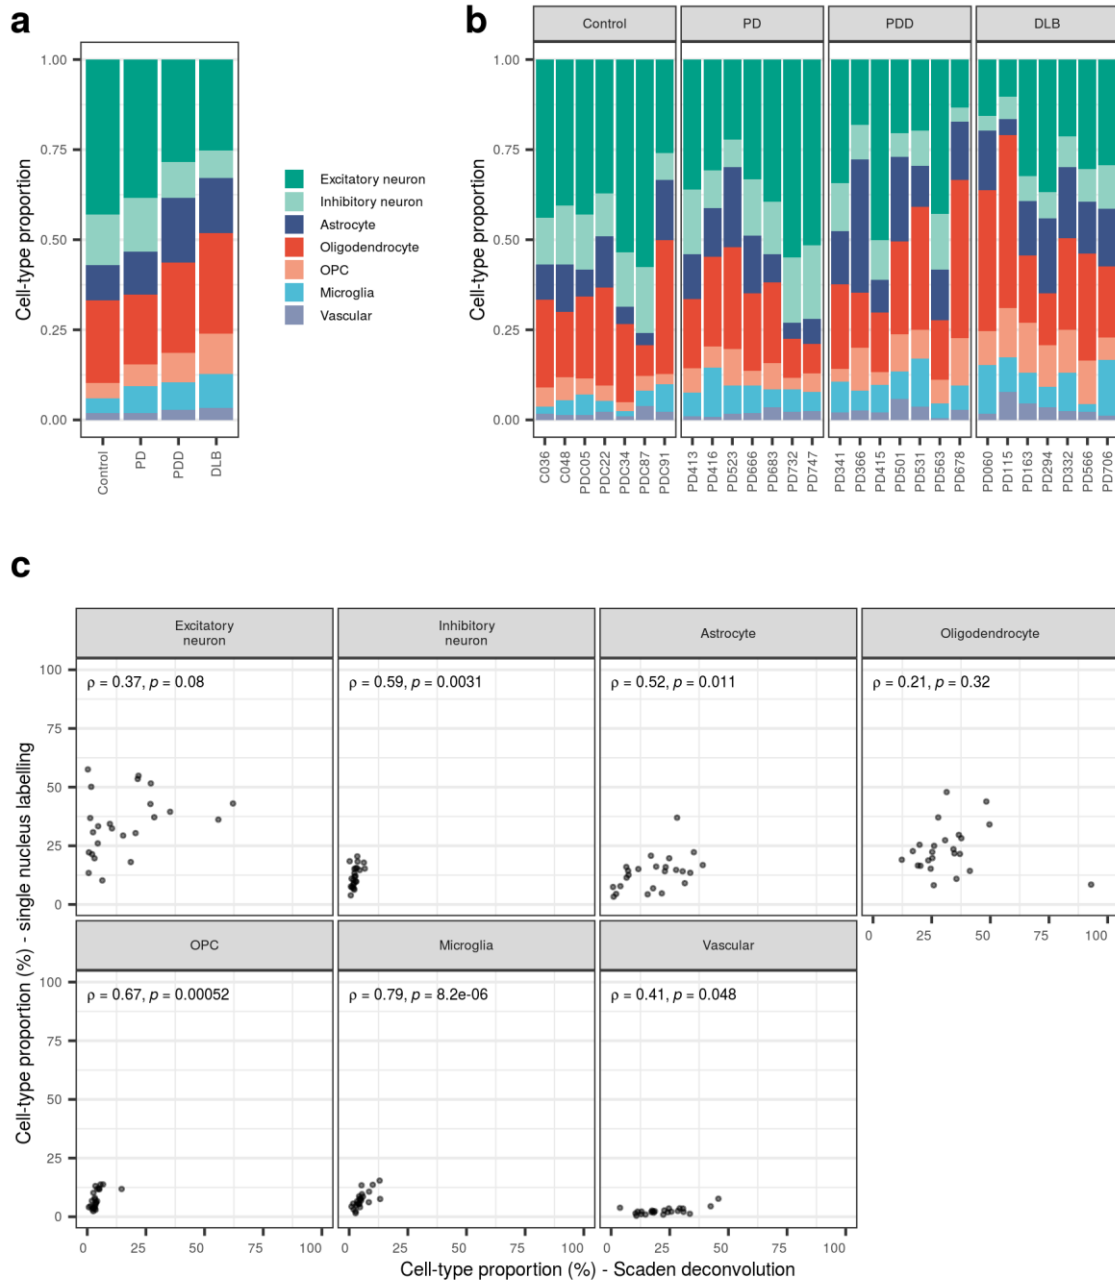 a
Cell-type proportion
1.00
0.75
0.50
0.25
0.00
Control
PD
PDD
DLB
Excitatory neuron
Inhibitory neuron
Astrocyte
Oligodendrocyte
OPC
Microglia
Vascular
b
Control
PD
PDD
DLB
Cell-type proportion
1.00
0.75
0.50
0.25
0.00
C036
C048
PDC05
PDC22
PDC34
PDC87
PDC91
PD413
PD416
PD523
PD666
PD683
PD732
PD747
PD341
PD366
PD415
PD501
PD531
PD563
PD678
PD060
PD115
PD163
PD294
PD332
PD566
PD706
c
Cell-type proportion (%) - single nucleus labelling
Excitatory
neuron
Inhibitory
neuron
Astrocyte
Oligodendrocyte
100
75
50
25
0
ρ = 0.37, p = 0.08
ρ = 0.59, p = 0.0031
ρ = 0.52, p = 0.011
ρ = 0.21, p = 0.32
0 25 50 75 100
OPC
Microglia
Vascular
100
75
50
25
0
ρ = 0.67, p = 0.00052
ρ = 0.79, p = 8.2e-06
ρ = 0.41, p = 0.048
0 25 50 75 100
0 25 50 75 100
0 25 50 75 100
Cell-type proportion (%) - Scaden deconvolution